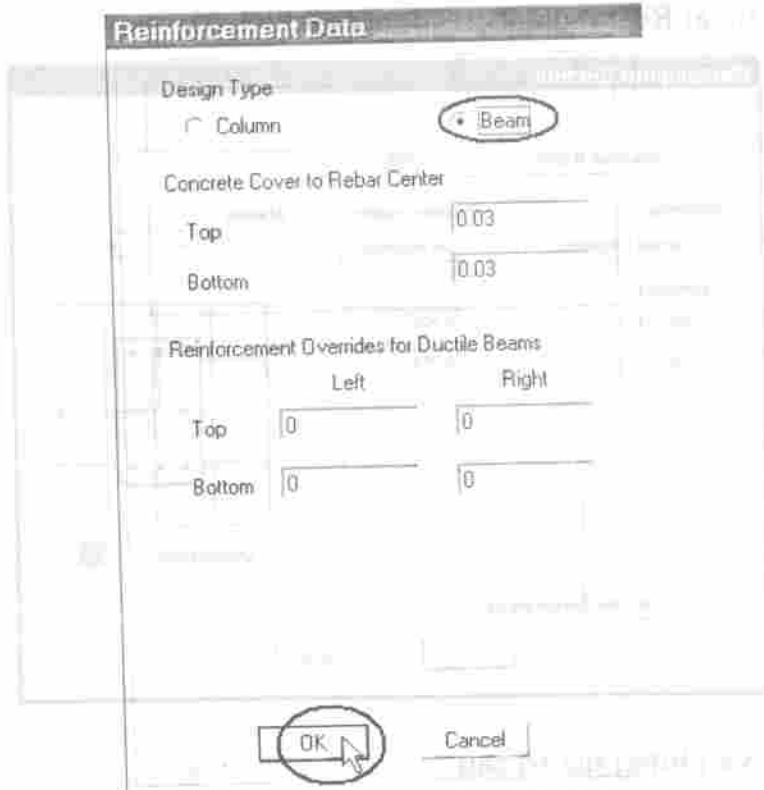 Reinforcement Data
Design Type
Column
Beam
Concrete Cover to Rebar Center
Top 0.03
Bottom 0.03
Reinforcement Overrides for Ductile Beams
Left Right
Top 0 0
Bottom 0 0
OK Cancel